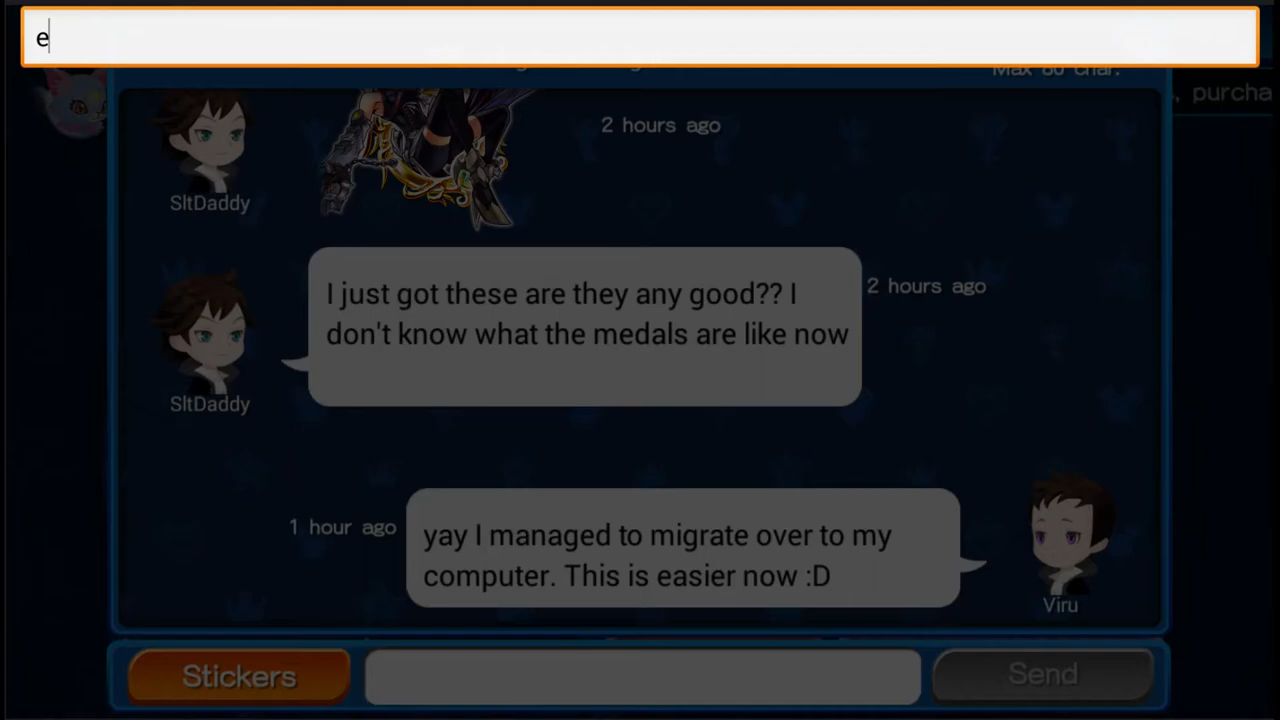 e
Max 60 char.
, purcha
2 hours ago
SltDaddy
I just got these are they any good?? I
don't know what the medals are like now
2 hours ago
SltDaddy
1 hour ago
yay I managed to migrate over to my
computer. This is easier now :D
Viru
Stickers
Send